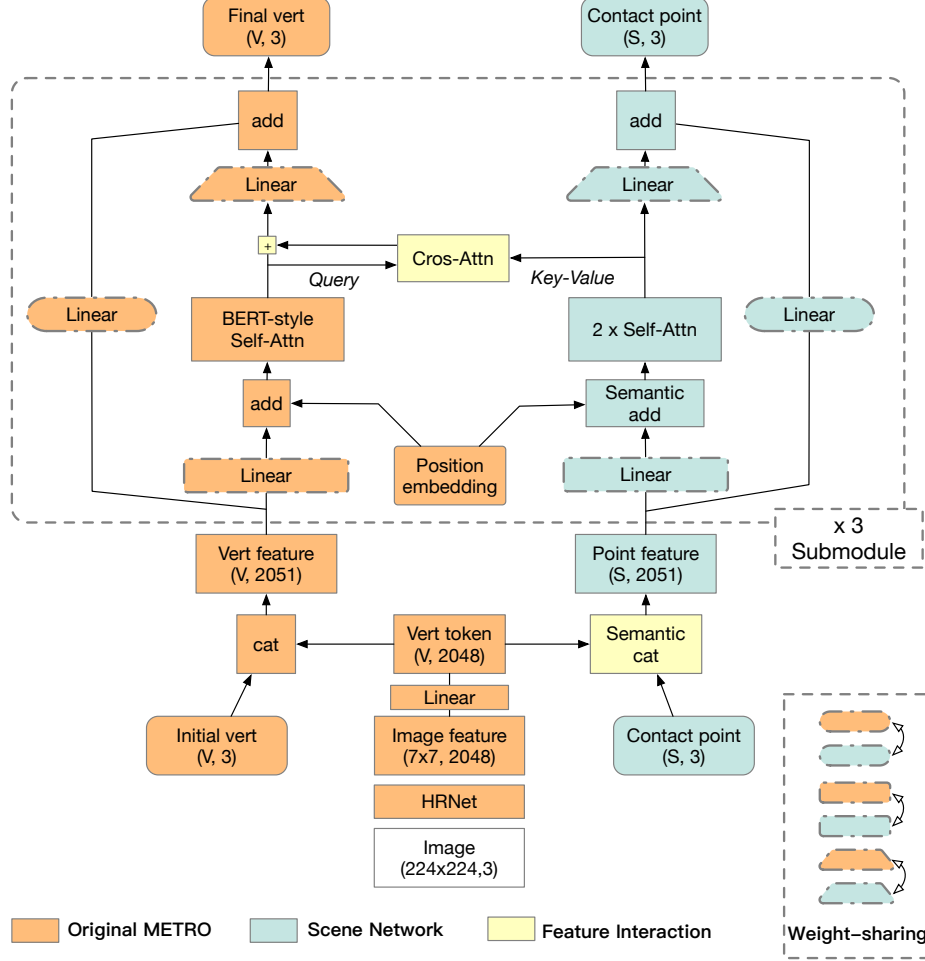 Final vert
(V, 3)
Contact point
(S, 3)
add
add
Linear
Linear
+
Cros-Attn
Query
Key-Value
Linear
BERT-style
Self-Attn
2 x Self-Attn
Linear
add
Semantic
add
Linear
Position
embedding
Linear
x 3
Submodule
Vert feature
(V, 2051)
Point feature
(S, 2051)
cat
Vert token
(V, 2048)
Semantic
cat
Linear
Initial vert
(V, 3)
Image feature
(7x7, 2048)
Contact point
(S, 3)
HRNet
Image
(224x224,3)
Original METRO
Scene Network
Feature Interaction
Weight-sharing